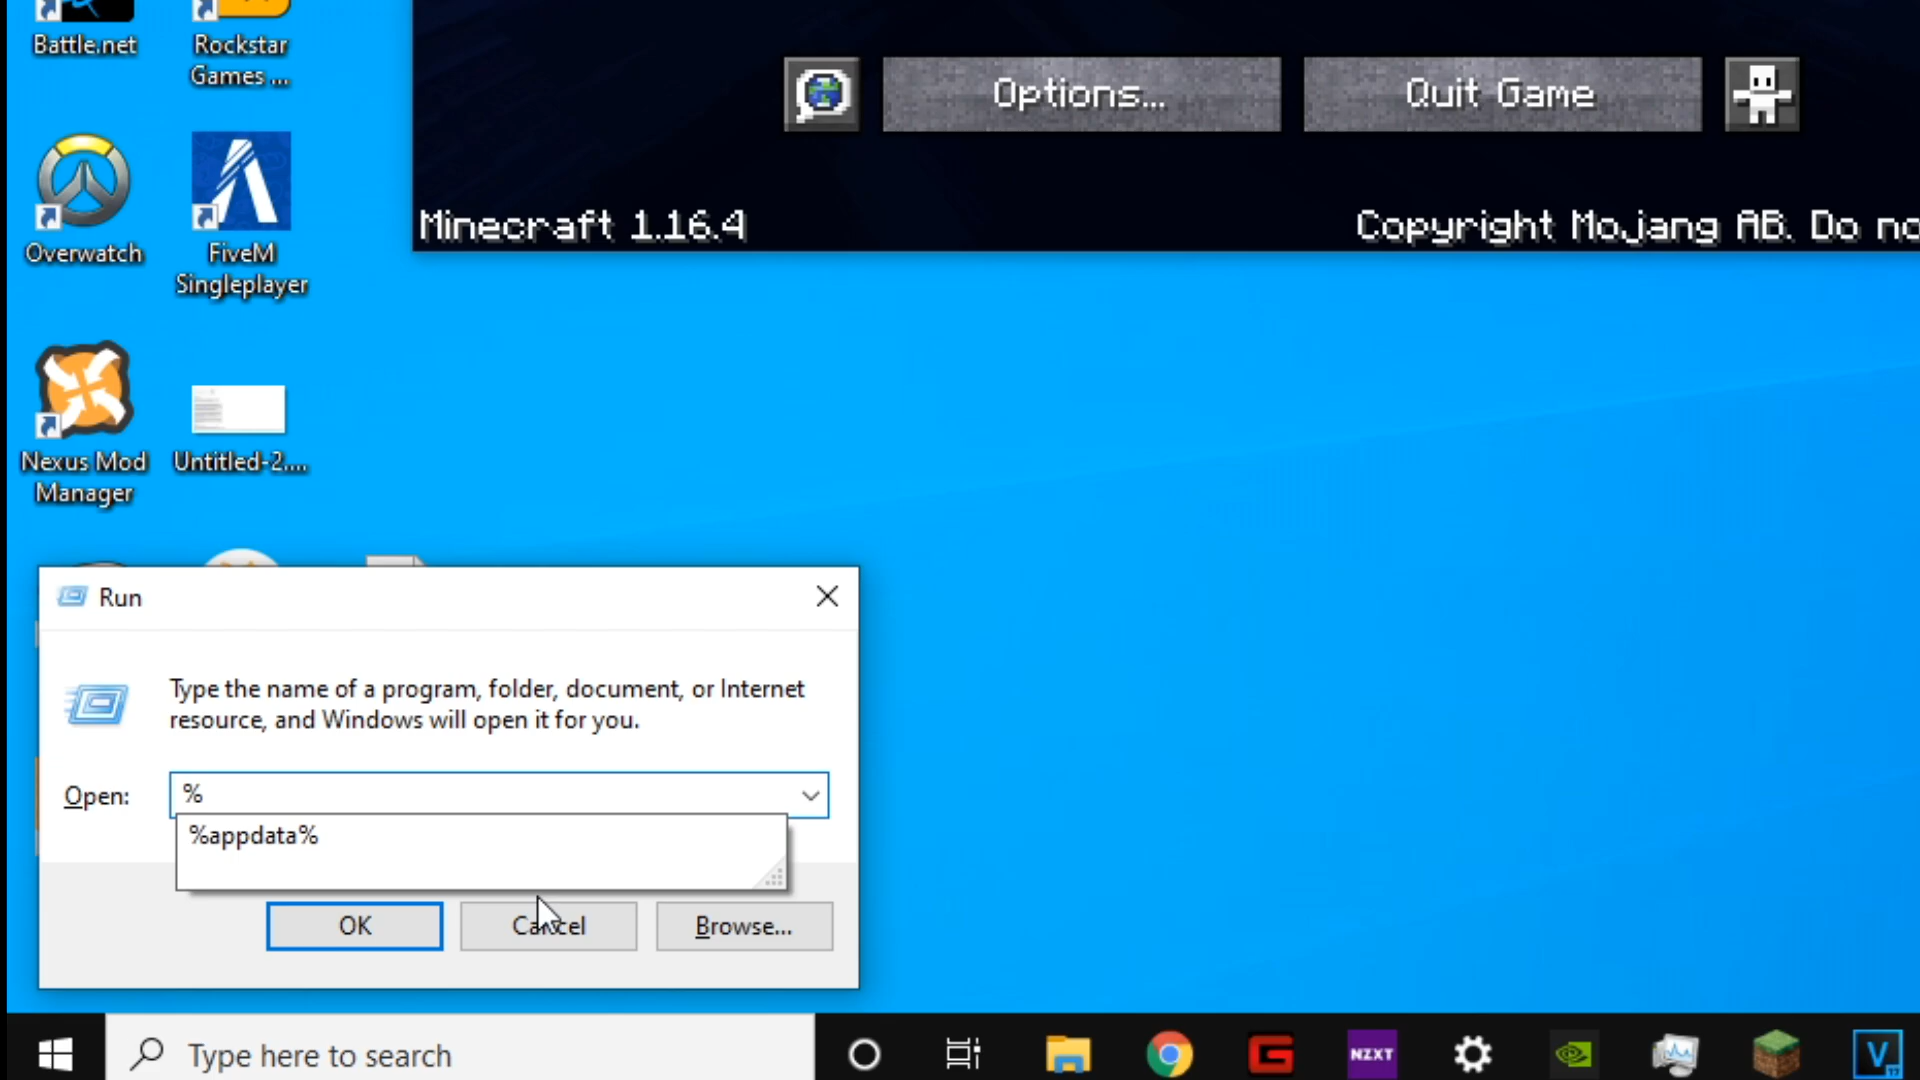 Battle.net
Rockstar
Games ...
Options...
Quit Game
Overwatch
FiveM
Singleplayer
Minecraft 1.16.4
Copyright Mojang AB. Do no
Nexus Mod
Manager
Untitled-2....
Run
Type the name of a program, folder, document, or Internet
resource, and Windows will open it for you.
Open:
%
%appdata%
OK
Cancel
Browse...
Type here to search
NZXT
V
17